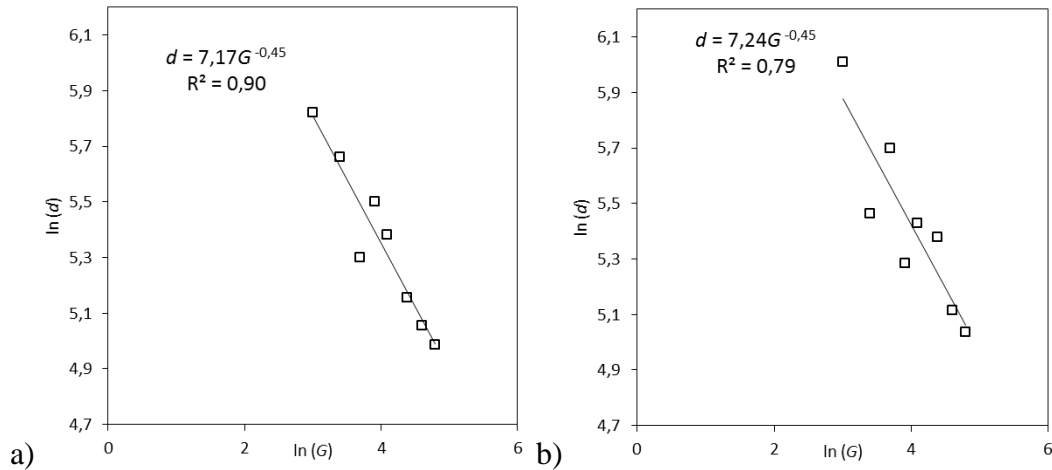 6,1
5,9
5,7
5,5
5,3
5,1
4,9
4,7
ln (d)
d = 7,17G^-0,45
R² = 0,90
0
2
4
6
ln (G)
a)
6,1
5,9
5,7
5,5
5,3
5,1
4,9
4,7
ln (d)
d = 7,24G^-0,45
R² = 0,79
0
2
4
6
ln (G)
b)